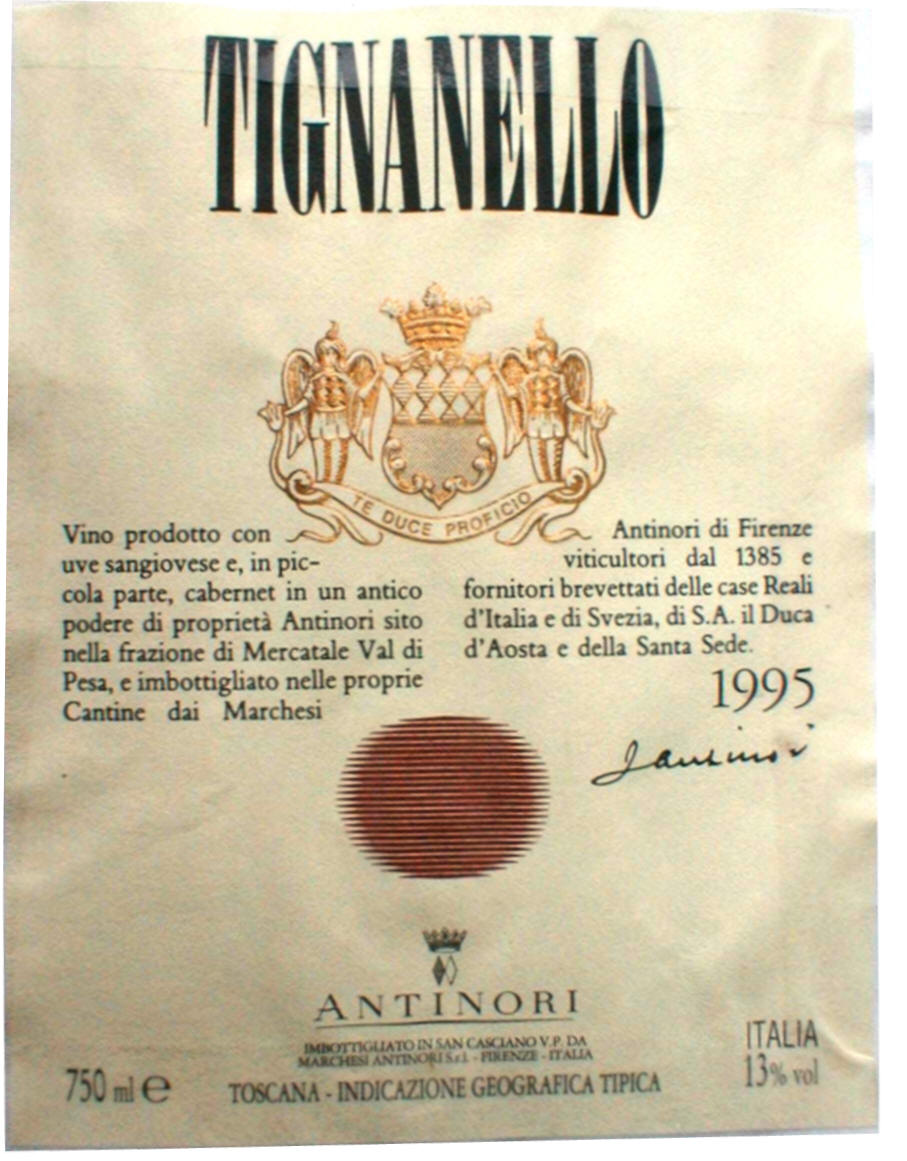 TIGNANELLO
TE DUCE PROFICIO
Vino prodotto con
uve sangiovese e, in pic-
cola parte, cabernet in un antico
podere di proprietà Antinori sito
nella frazione di Mercatale Val di
Pesa, e imbottigliato nelle proprie
Cantine dai Marchesi
Antinori di Firenze
viticultori dal 1385 e
fornitori brevettati delle case Reali
d'Italia e di Svezia, di S.A. il Duca
d'Aosta e della Santa Sede.
1995
ANTINORI
IMBOTTIGLIATO IN SAN CASCIANO V.P. DA
MARCHESI ANTINORI S.r.l. - FIRENZE - ITALIA
ITALIA
750 ml e
TOSCANA - INDICAZIONE GEOGRAFICA TIPICA
13% vol